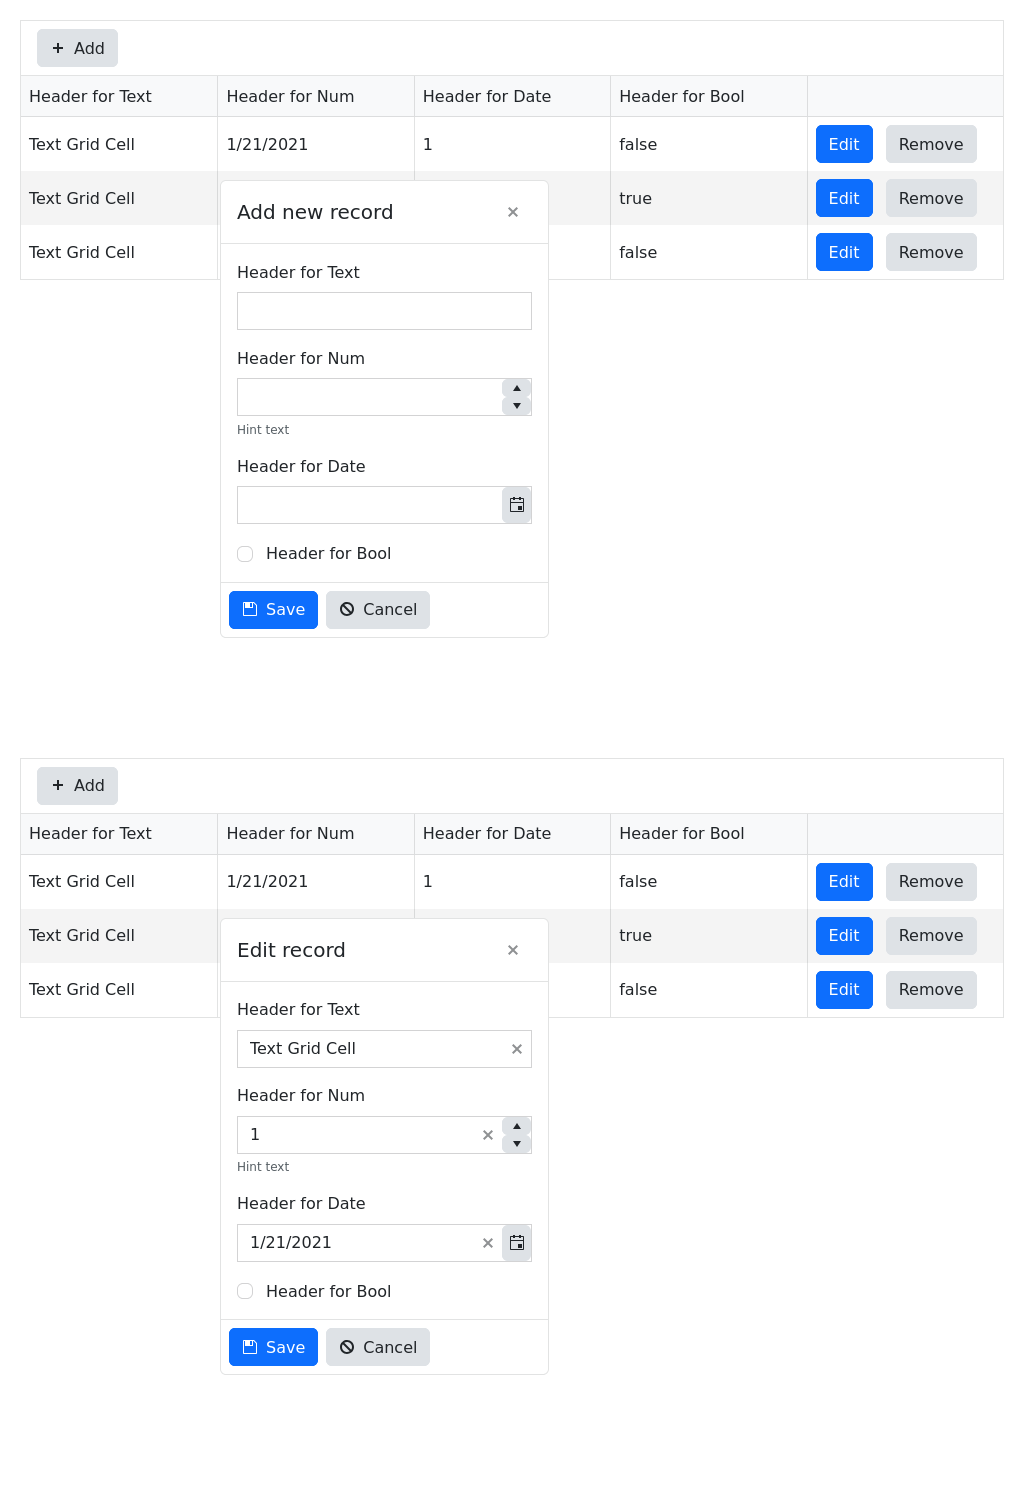 Add
Header for Text Header for Num Header for Date Header for Bool
Text Grid Cell 1/21/2021 1 false Edit Remove
Text Grid Cell true Edit Remove
Text Grid Cell false Edit Remove
Add new record
Header for Text
Header for Num
Hint text
Header for Date
Header for Bool
Save Cancel
Add
Header for Text Header for Num Header for Date Header for Bool
Text Grid Cell 1/21/2021 1 false Edit Remove
Text Grid Cell true Edit Remove
Text Grid Cell false Edit Remove
Edit record
Header for Text
Text Grid Cell
Header for Num
1
Hint text
Header for Date
1/21/2021
Header for Bool
Save Cancel